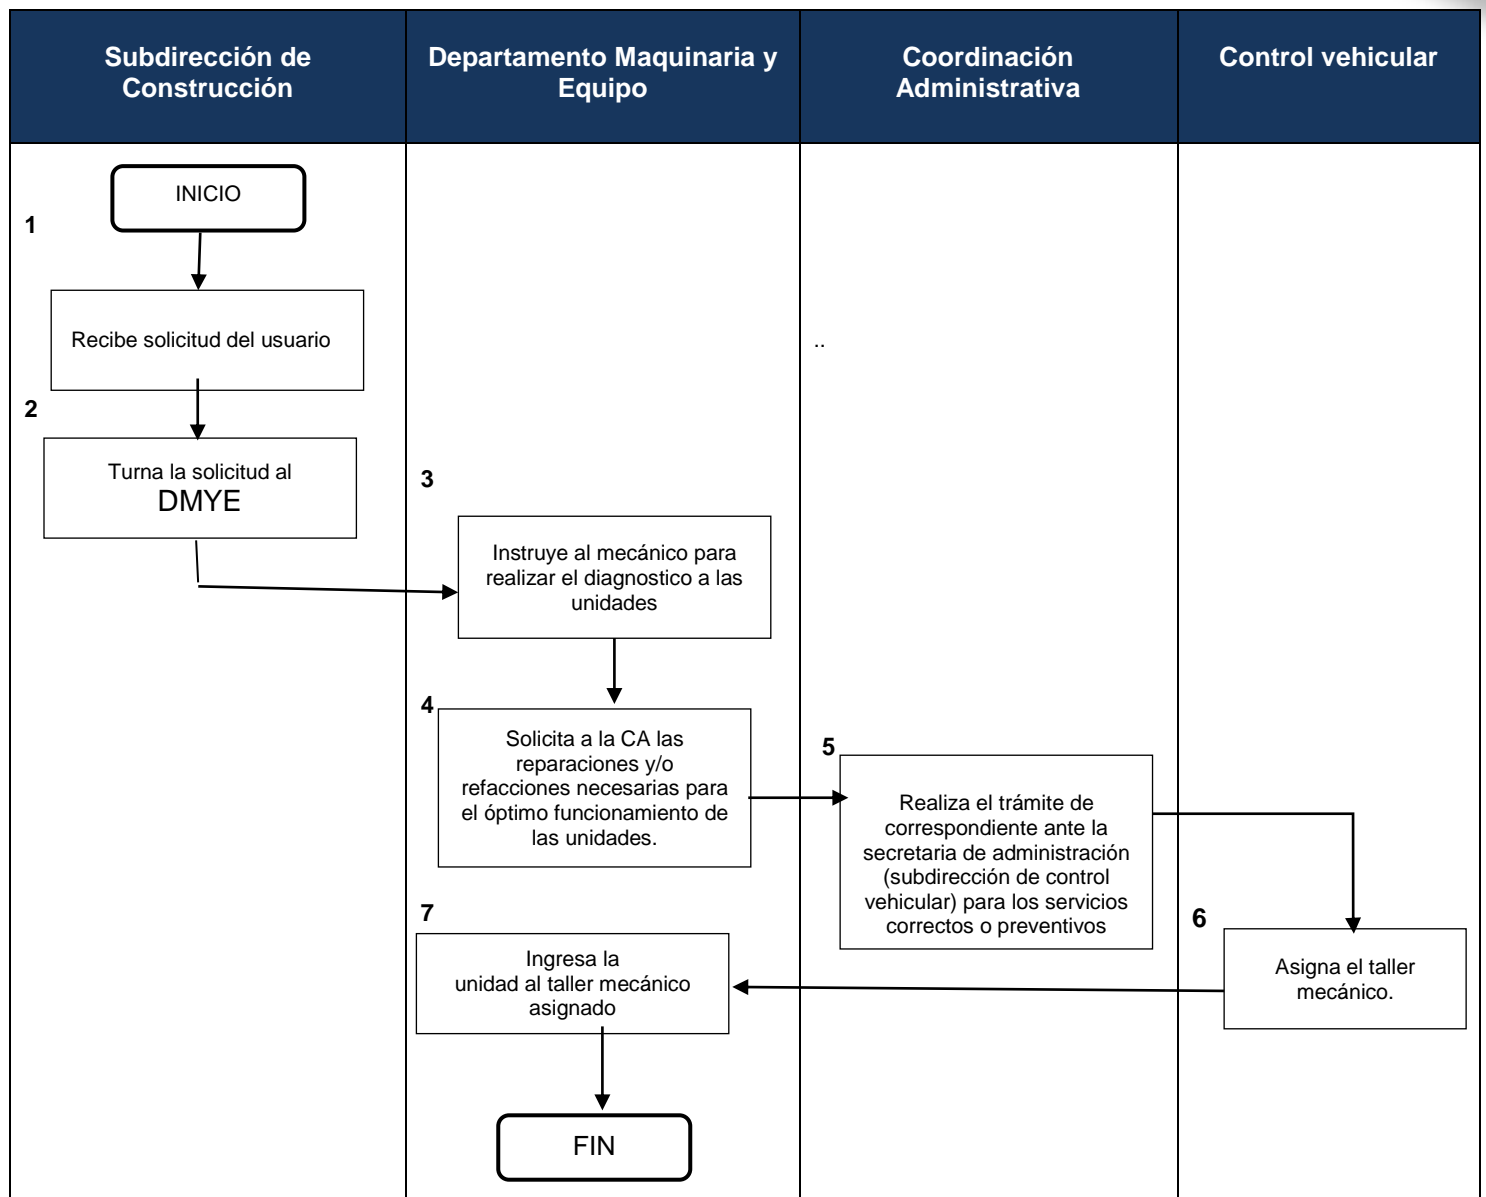 Subdirección de
Construcción
Departamento Maquinaria y
Equipo
Coordinación
Administrativa
Control vehicular
INICIO
1
Recibe solicitud del usuario
..
2
Turna la solicitud al
DMYE
3
Instruye al mecánico para
realizar el diagnostico a las
unidades
4
Solicita a la CA las
reparaciones y/o
refacciones necesarias para
el óptimo funcionamiento de
las unidades.
5
Realiza el trámite de
correspondiente ante la
secretaria de administración
(subdirección de control
vehicular) para los servicios
correctos o preventivos
6
Asigna el taller
mecánico.
7
Ingresa la
unidad al taller mecánico
asignado
FIN